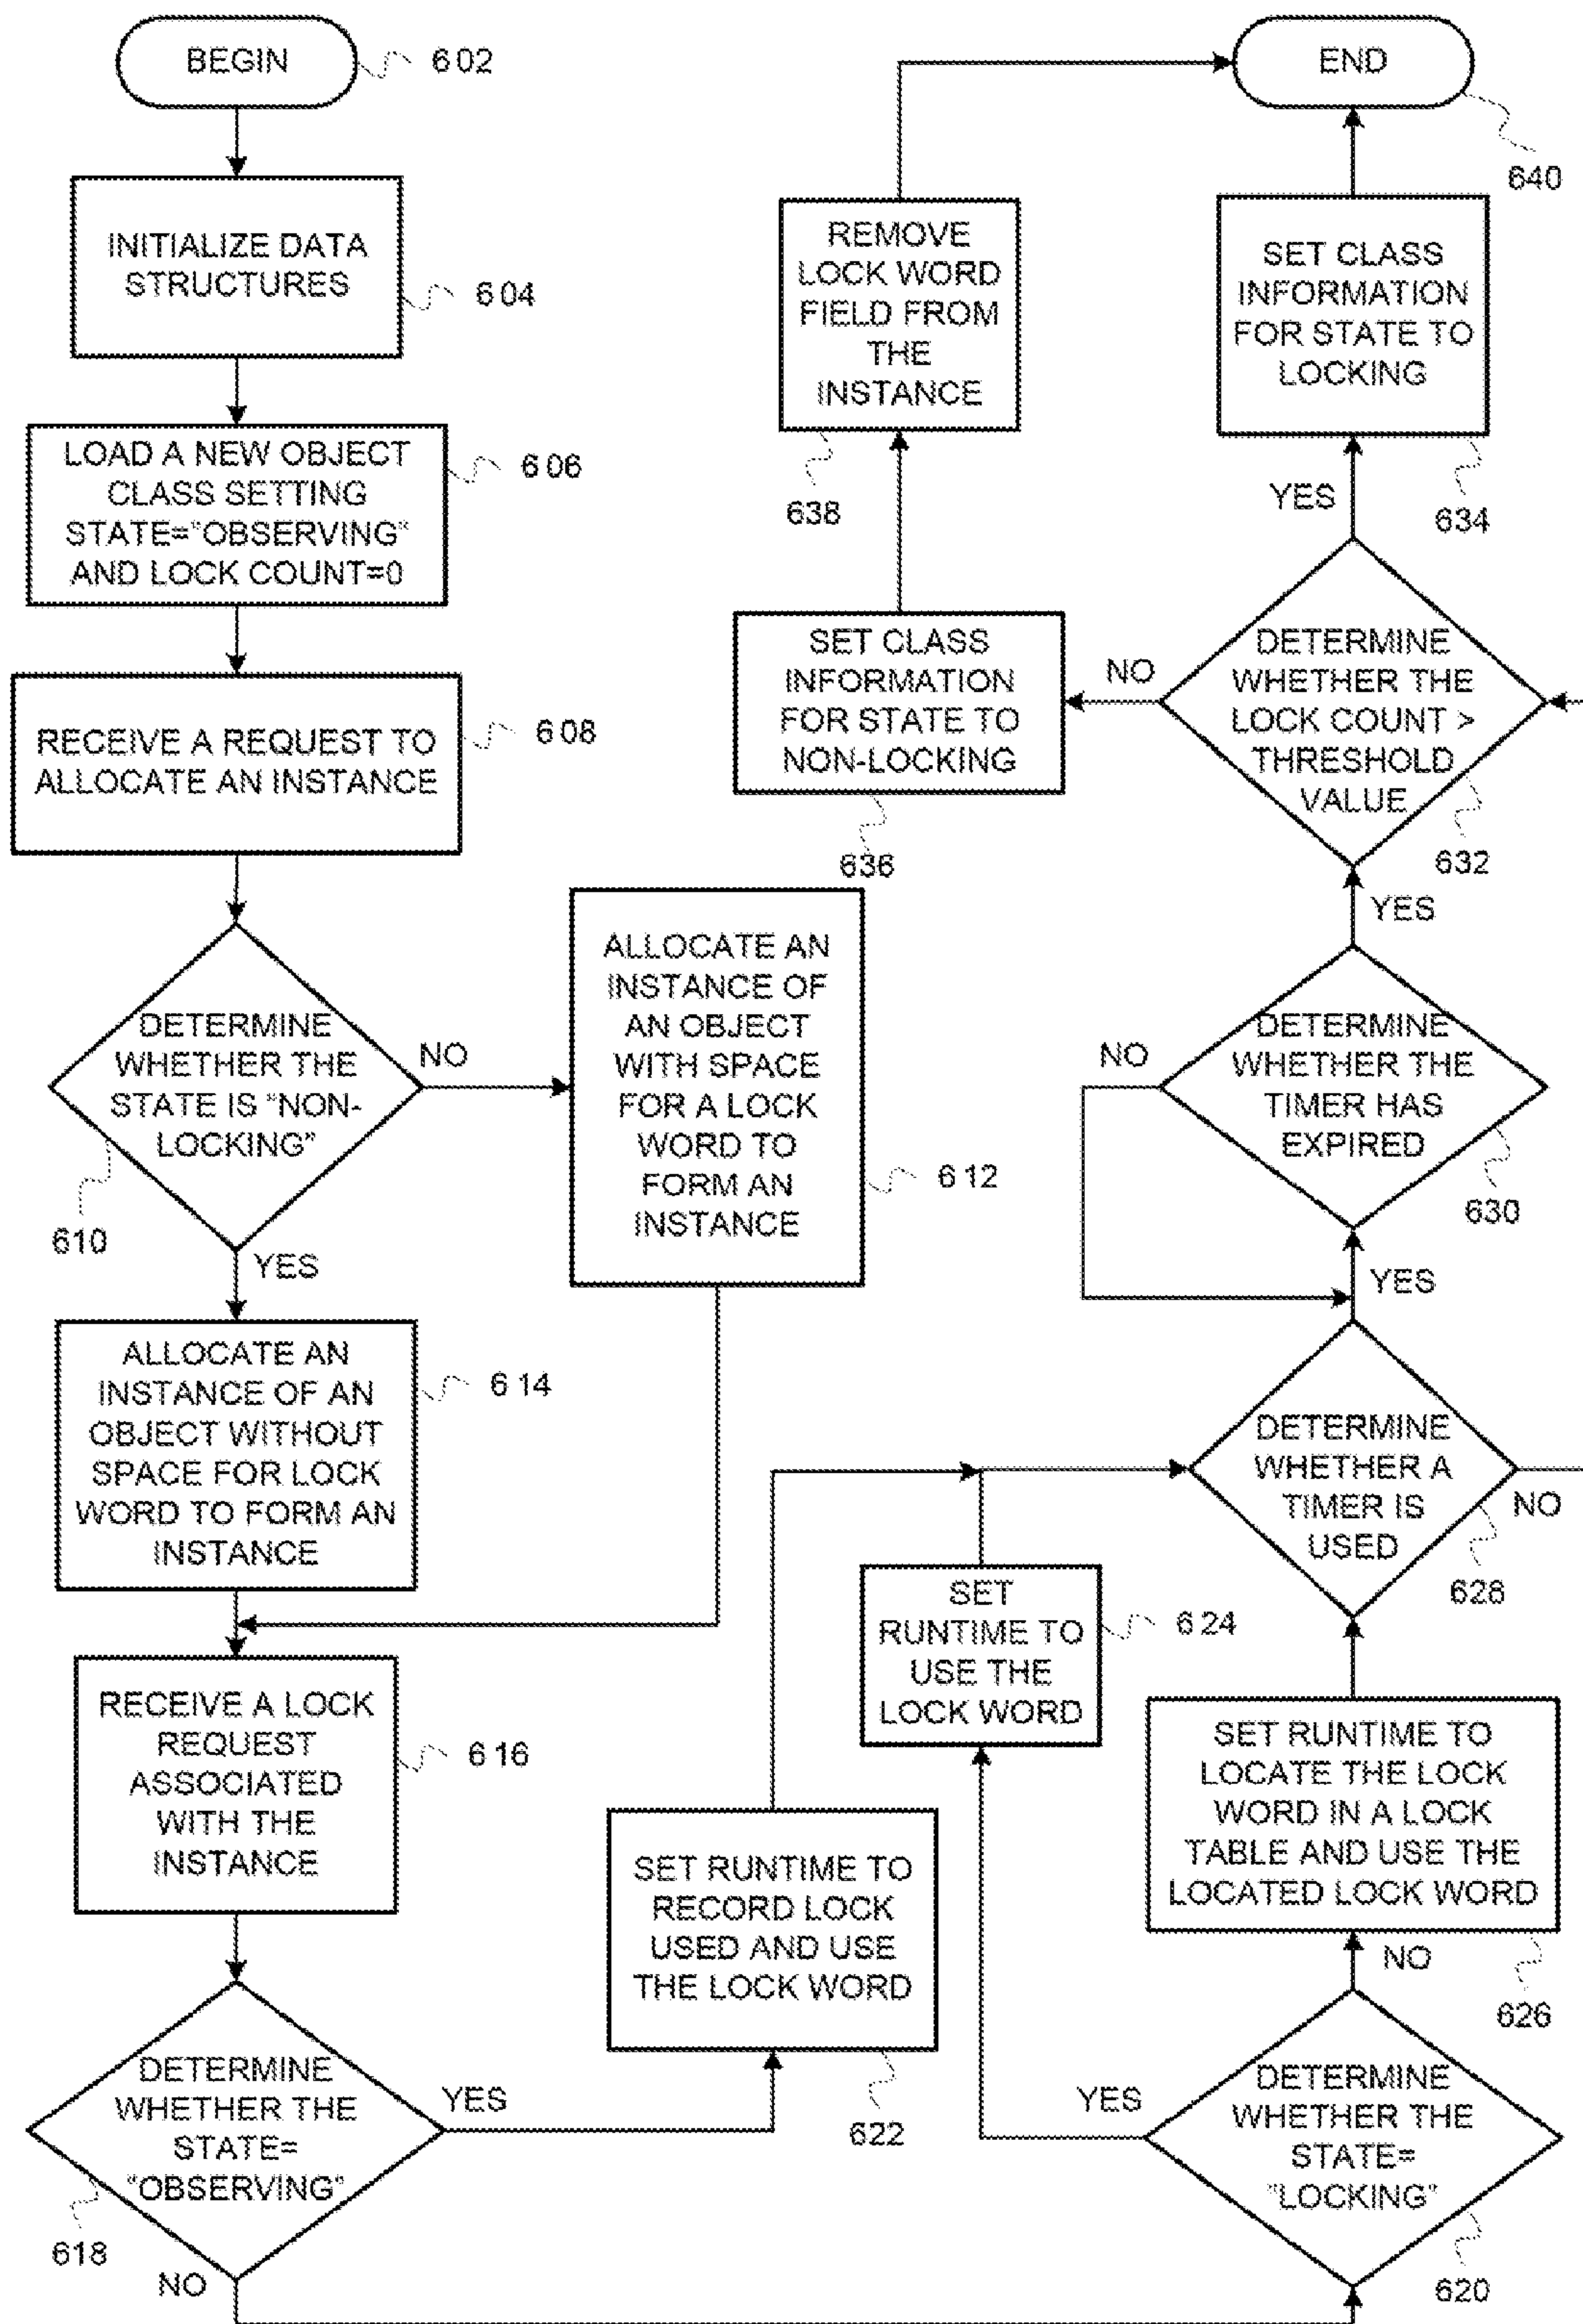 BEGIN
602
INITIALIZE DATA
STRUCTURES
604
LOAD A NEW OBJECT
CLASS SETTING
STATE="OBSERVING"
AND LOCK COUNT=0
606
RECEIVE A REQUEST TO
ALLOCATE AN INSTANCE
608
DETERMINE
WHETHER THE
STATE IS "NON-
LOCKING"
610
NO
YES
ALLOCATE AN
INSTANCE OF
AN OBJECT
WITH SPACE
FOR A LOCK
WORD TO
FORM AN
INSTANCE
612
ALLOCATE AN
INSTANCE OF AN
OBJECT WITHOUT
SPACE FOR LOCK
WORD TO FORM AN
INSTANCE
614
RECEIVE A LOCK
REQUEST
ASSOCIATED
WITH THE
INSTANCE
616
DETERMINE
WHETHER THE
STATE=
"OBSERVING"
618
YES
NO
SET RUNTIME TO
RECORD LOCK
USED AND USE
THE LOCK WORD
622
DETERMINE
WHETHER THE
STATE=
"LOCKING"
620
YES
NO
SET
RUNTIME TO
USE THE
LOCK WORD
624
SET RUNTIME TO
LOCATE THE LOCK
WORD IN A LOCK
TABLE AND USE THE
LOCATED LOCK WORD
626
DETERMINE
WHETHER A
TIMER IS
USED
628
NO
YES
DETERMINE
WHETHER THE
TIMER HAS
EXPIRED
630
NO
YES
DETERMINE
WHETHER THE
LOCK COUNT >
THRESHOLD
VALUE
632
NO
YES
SET CLASS
INFORMATION
FOR STATE TO
LOCKING
634
SET CLASS
INFORMATION
FOR STATE TO
NON-LOCKING
636
REMOVE
LOCK WORD
FIELD FROM
THE
INSTANCE
638
END
640